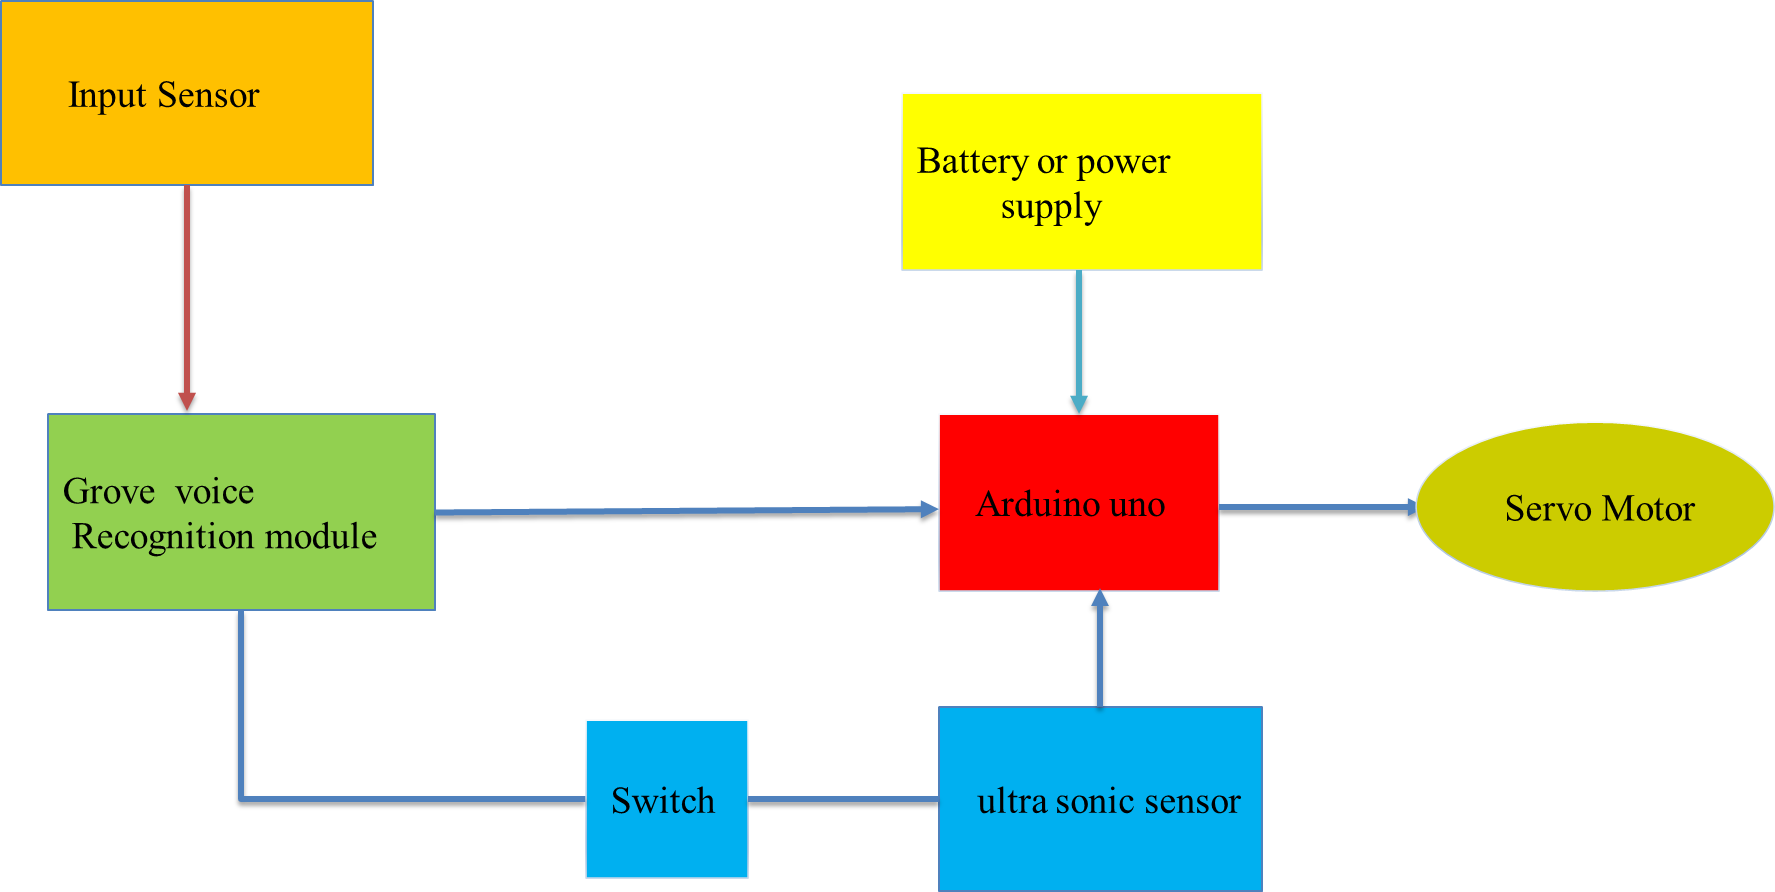 Input Sensor
Battery or power
supply
Grove  voice
Recognition module
Arduino uno
Servo Motor
Switch
ultra sonic sensor